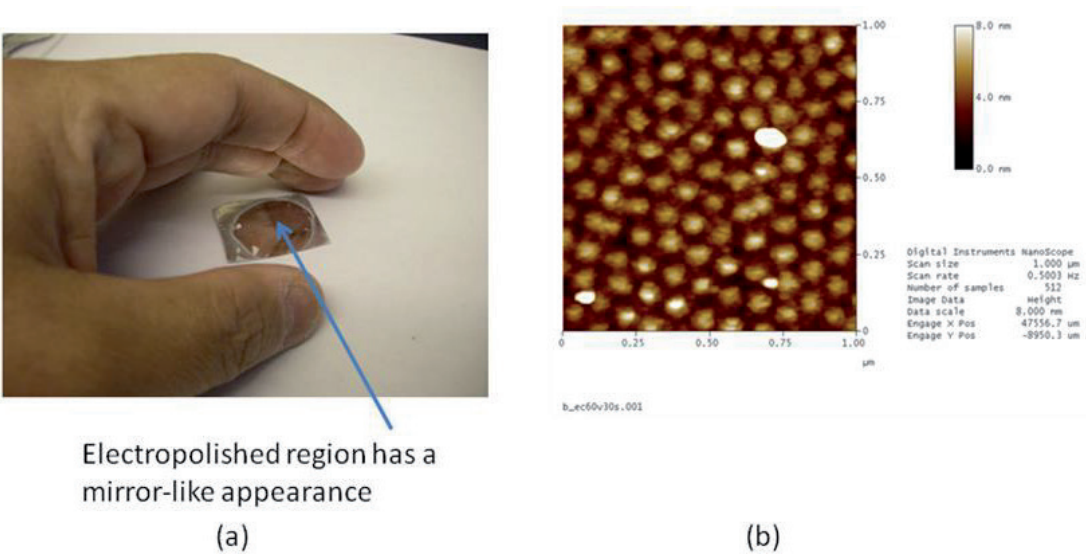 Electropolished region has a
mirror-like appearance
(a)
1.00
0.75
0.50
0.25
0
0 0.25 0.50 0.75 1.00
µm
8.0 nm
4.0 nm
0.0 nm
Digital Instruments NanoScope
Scan size 1.000 µm
Scan rate 0.5003 Hz
Number of samples 512
Image Data Height
Data scale 8.000 nm
Engage X Pos 47556.7 um
Engage Y Pos -8950.3 um
b_ec60v30s.001
(b)